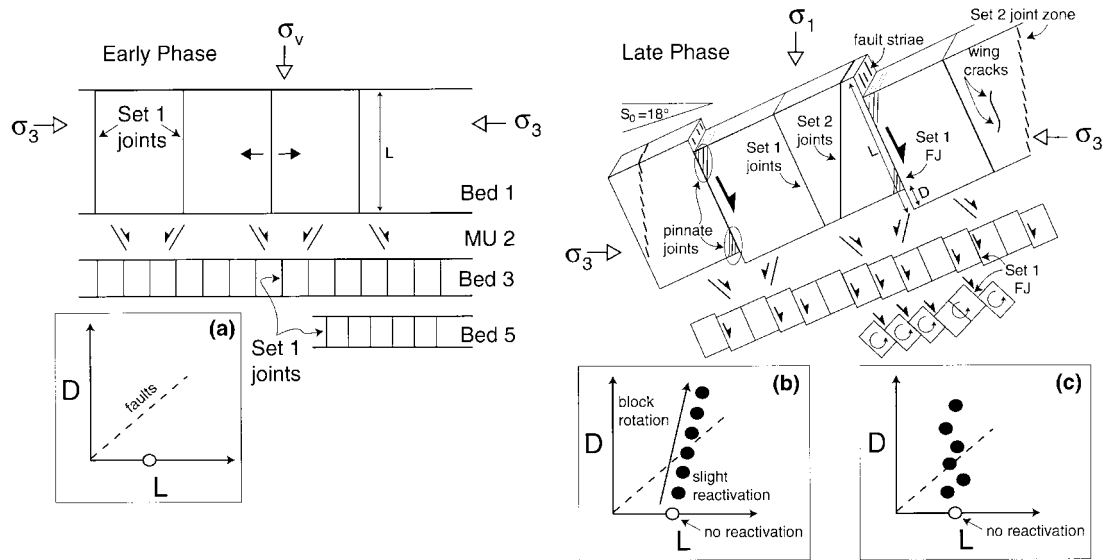 Early Phase
σv
σ3
σ3
Set 1
joints
L
Bed 1
MU 2
Bed 3
Bed 5
Set 1
joints
(a)
D
faults
L
Late Phase
σ1
S0=18°
fault striae
Set 2 joint zone
wing
cracks
Set 2
joints
Set 1
joints
L
Set 1
FJ
D
σ3
σ3
pinnate
joints
Set 1
FJ
(b)
D
block
rotation
slight
reactivation
no reactivation
L
(c)
D
no reactivation
L